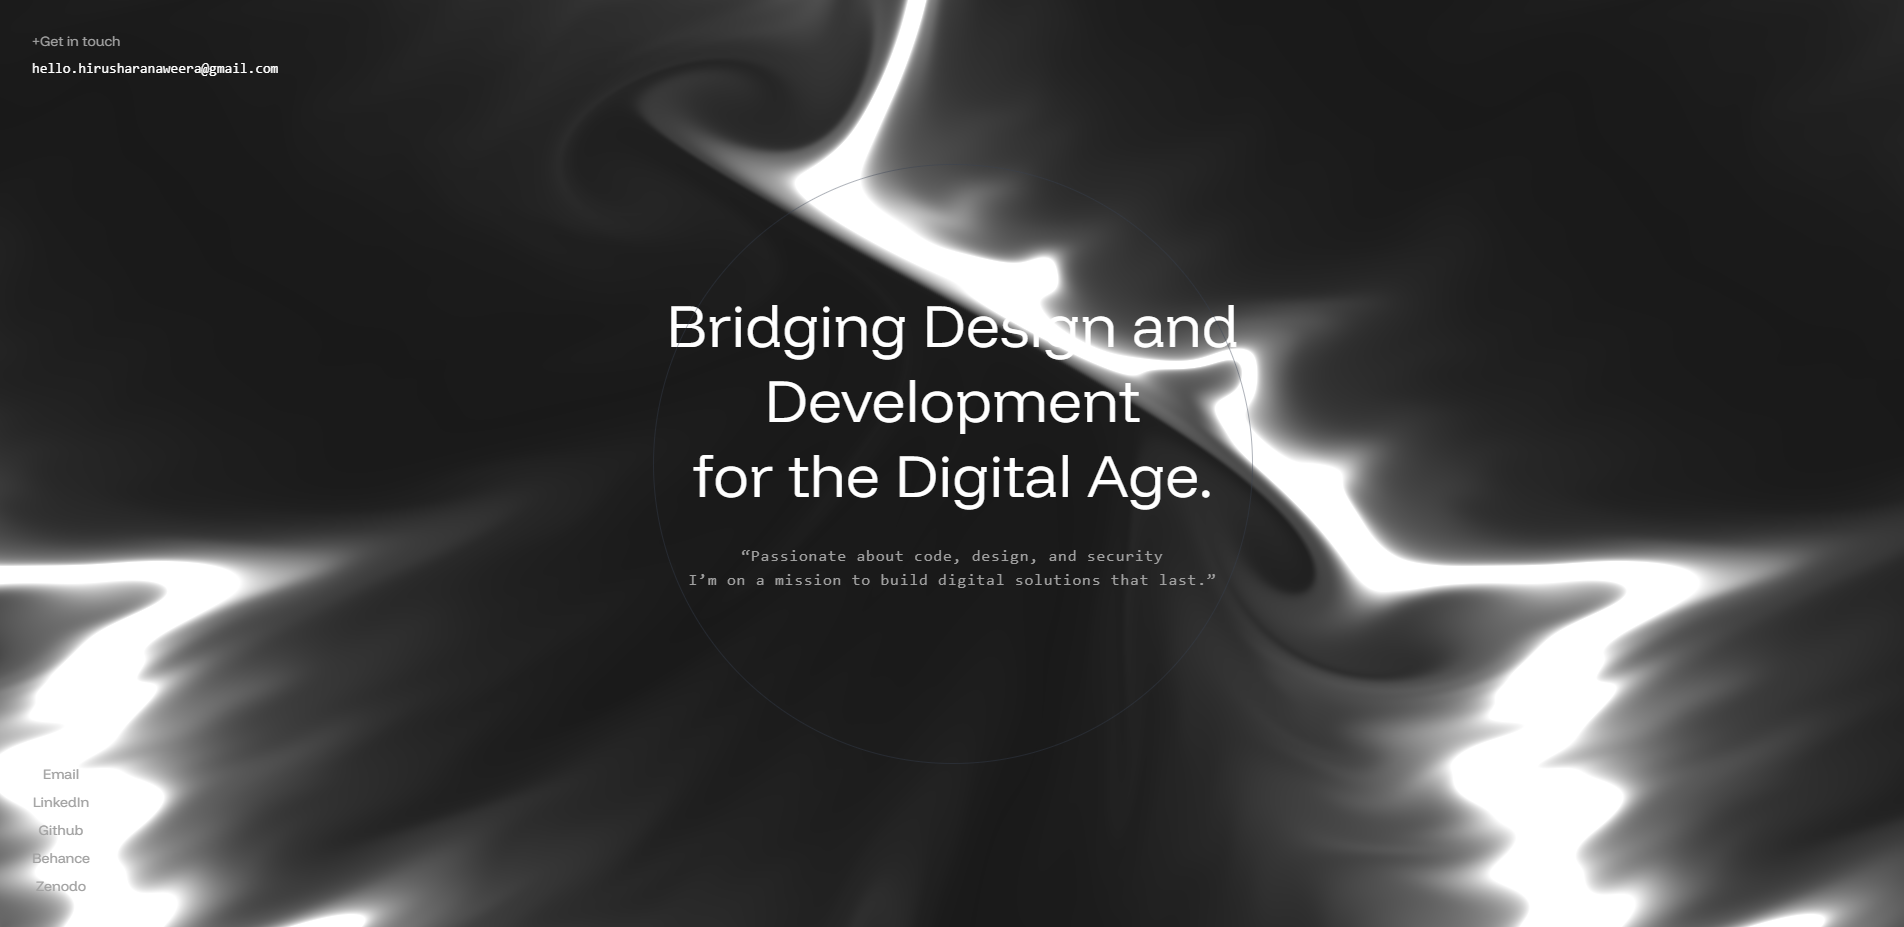 +Get in touch
hello.hirusharanaweera@gmail.com
Bridging Design and
Development
for the Digital Age.
“Passionate about code, design, and security
I’m on a mission to build digital solutions that last.”
Email
LinkedIn
Github
Behance
Zenodo